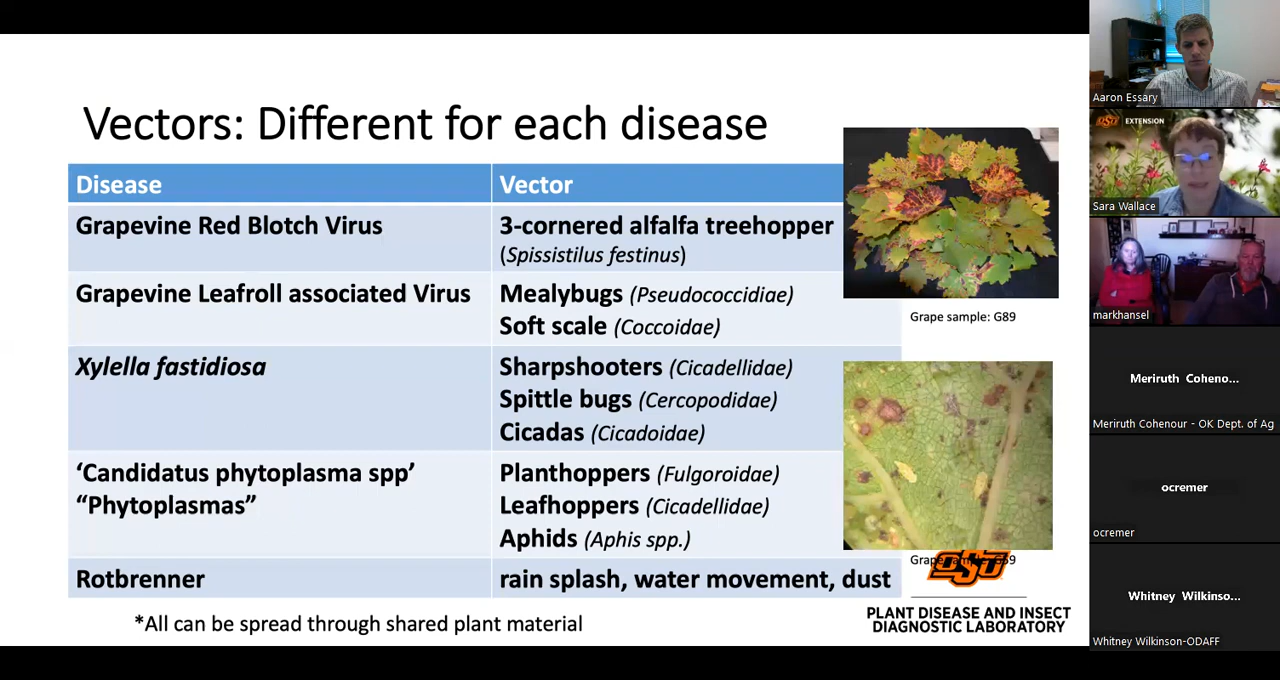 Vectors: Different for each disease
Disease
Vector
Grapevine Red Blotch Virus
3-cornered alfalfa treehopper
(Spissistilus festinus)
Grapevine Leafroll associated Virus
Mealybugs (Pseudococcidiae)
Soft scale (Coccoidae)
Xylella fastidiosa
Sharpshooters (Cicadellidae)
Spittle bugs (Cercopodidae)
Cicadas (Cicadoidae)
‘Candidatus phytoplasma spp’
“Phytoplasmas”
Planthoppers (Fulgoroidae)
Leafhoppers (Cicadellidae)
Aphids (Aphis spp.)
Rotbrenner
rain splash, water movement, dust
*All can be spread through shared plant material
Grape sample: G89
Grape
OSU
PLANT DISEASE AND INSECT
DIAGNOSTIC LABORATORY
Aaron Essary
OSU EXTENSION
Sara Wallace
markhansel
Meriruth Coheno...
Meriruth Cohenour - OK Dept. of Ag
ocremer
ocremer
Whitney Wilkinso...
Whitney Wilkinson-ODAFF